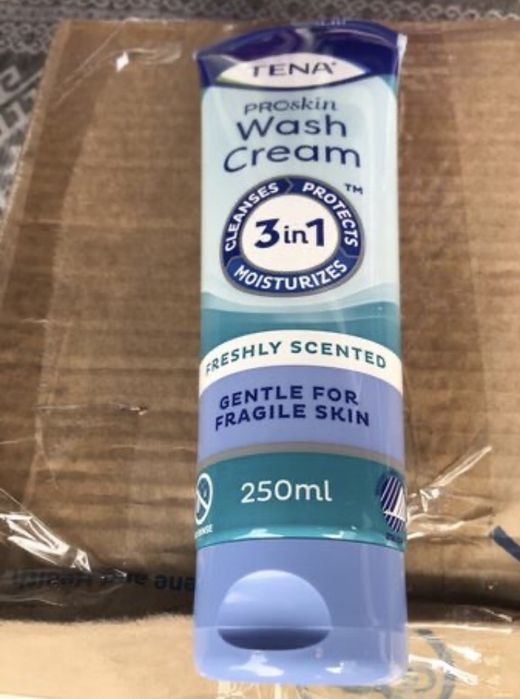 TENA
PROskin
Wash
Cream
CLEANSES PROTECTS ™
3in1
MOISTURIZES
FRESHLY SCENTED
GENTLE FOR
FRAGILE SKIN
250ml